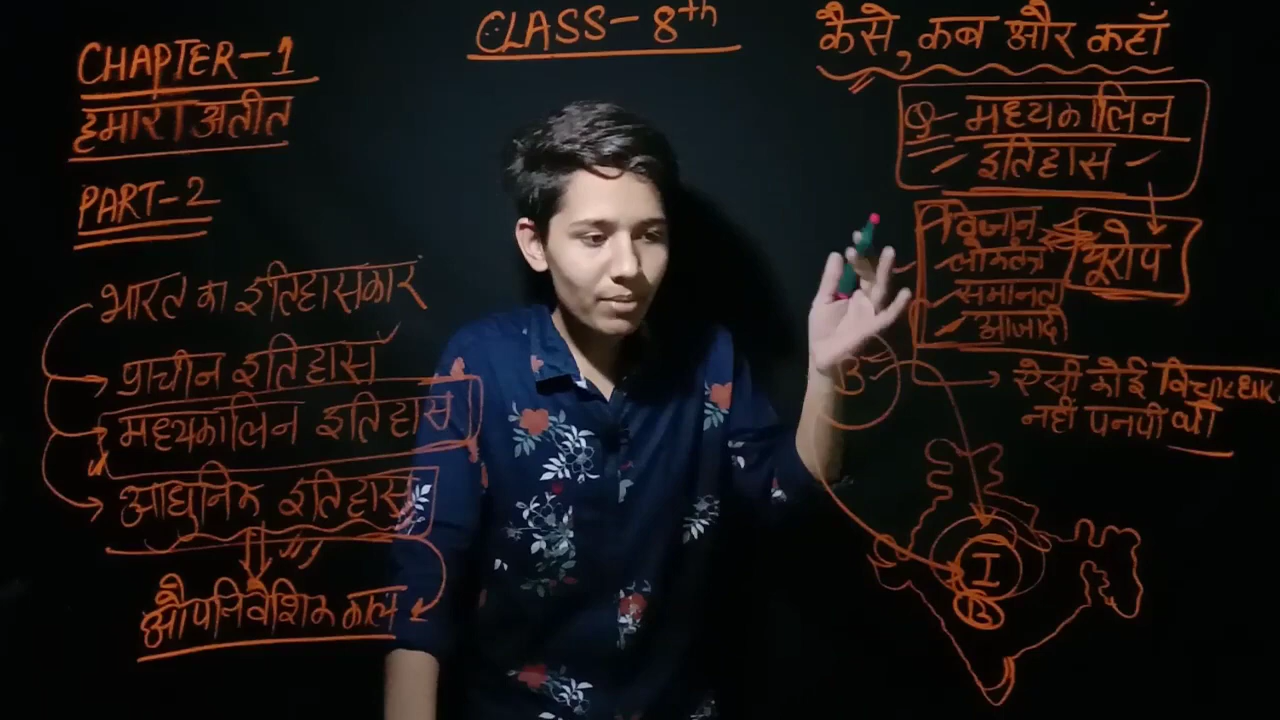 CLASS-8th
CHAPTER-1
हमारा अतीत
PART-2
भारत का इतिहासकार
प्राचीन इतिहास
मध्यकालिन इतिहास
आधुनिक इतिहास
औपनिवेशिक काल
कैसे, कब और कहाँ
Q- मध्यकालिन
इतिहास
विज्ञान
लोकतंत्र
समानता
आजादी
यूरोप
ऐसी कोई विचारधारा
नहीं पनपी थी
B
I
B